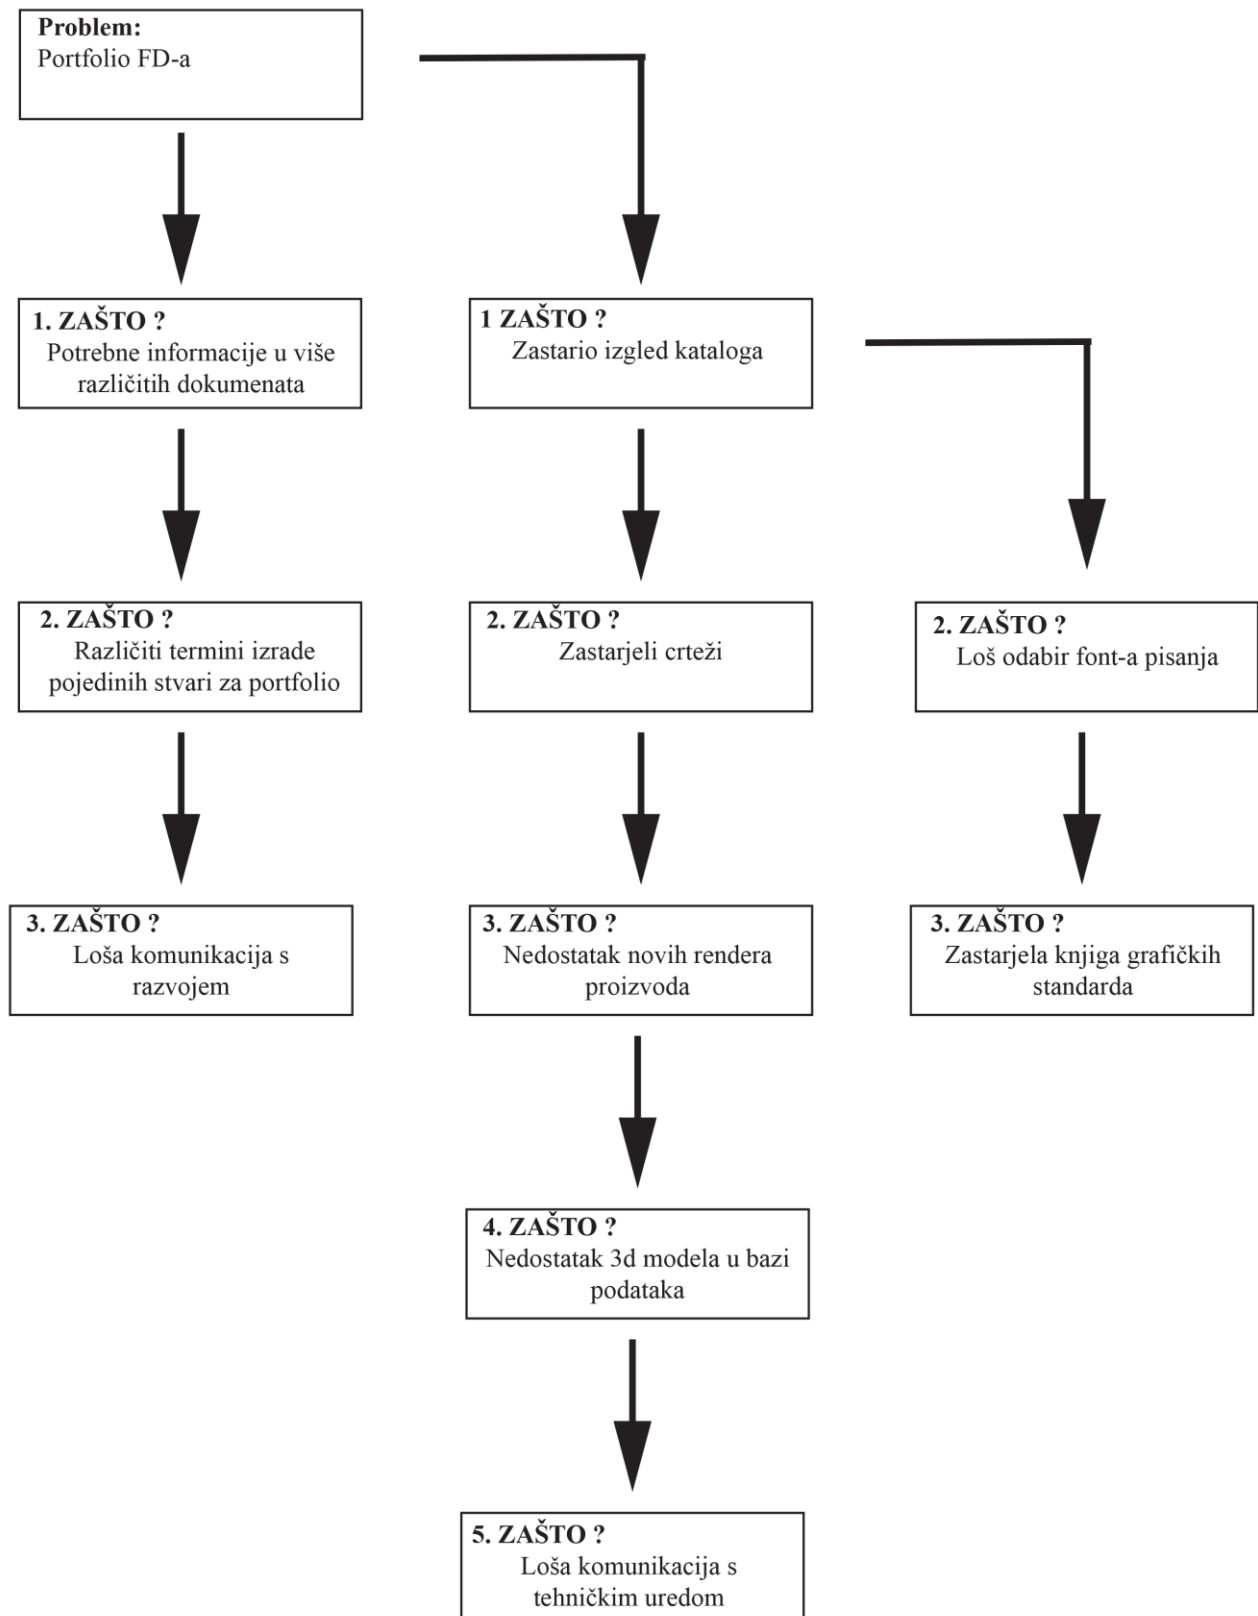 Problem:
Portfolio FD-a
1. ZAŠTO ?
Potrebne informacije u više
različitih dokumenata
1 ZAŠTO ?
Zastario izgled kataloga
2. ZAŠTO ?
Različiti termini izrade
pojedinih stvari za portfolio
2. ZAŠTO ?
Zastarjeli crteži
2. ZAŠTO ?
Loš odabir font-a pisanja
3. ZAŠTO ?
Loša komunikacija s
razvojem
3. ZAŠTO ?
Nedostatak novih rendera
proizvoda
3. ZAŠTO ?
Zastarjela knjiga grafičkih
standarda
4. ZAŠTO ?
Nedostatak 3d modela u bazi
podataka
5. ZAŠTO ?
Loša komunikacija s
tehničkim uredom